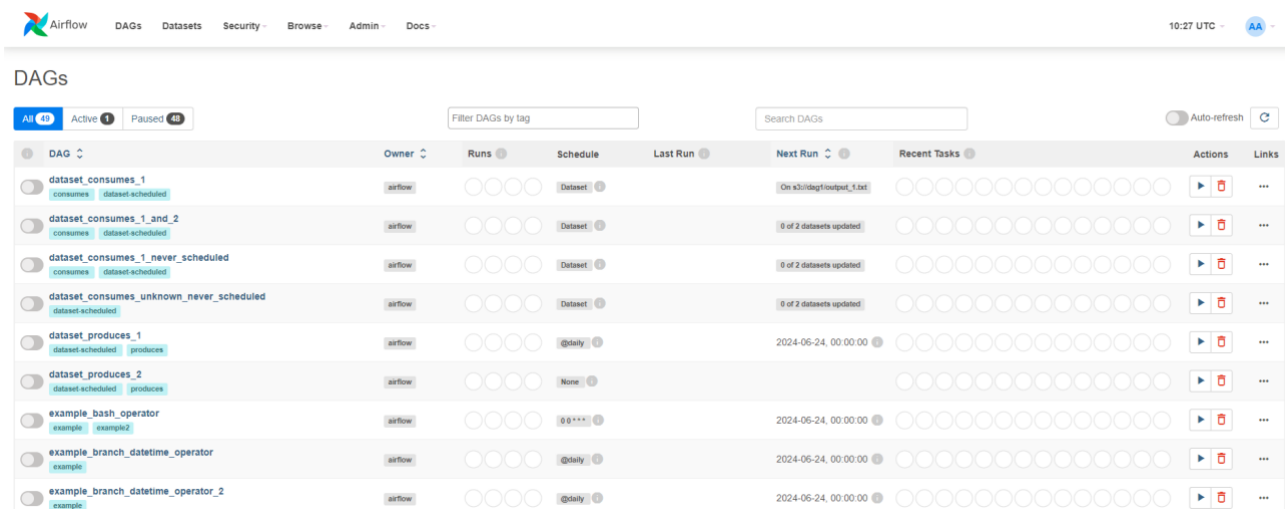 Airflow DAGs Datasets Security Browse Admin Docs 10:27 UTC AA
DAGs
All 49 Active 1 Paused 48 Filter DAGs by tag Search DAGs Auto-refresh
DAG Owner Runs Schedule Last Run Next Run Recent Tasks Actions Links
dataset_consumes_1
consumes dataset-scheduled airflow Dataset On s3://dag1/output_1.txt
dataset_consumes_1_and_2
consumes dataset-scheduled airflow Dataset 0 of 2 datasets updated
dataset_consumes_1_never_scheduled
consumes dataset-scheduled airflow Dataset 0 of 2 datasets updated
dataset_consumes_unknown_never_scheduled
dataset-scheduled airflow Dataset 0 of 2 datasets updated
dataset_produces_1
dataset-scheduled produces airflow @daily 2024-06-24, 00:00:00
dataset_produces_2
dataset-scheduled produces airflow None
example_bash_operator
example example2 airflow 0 0 * * * 2024-06-24, 00:00:00
example_branch_datetime_operator
example airflow @daily 2024-06-24, 00:00:00
example_branch_datetime_operator_2
example airflow @daily 2024-06-24, 00:00:00